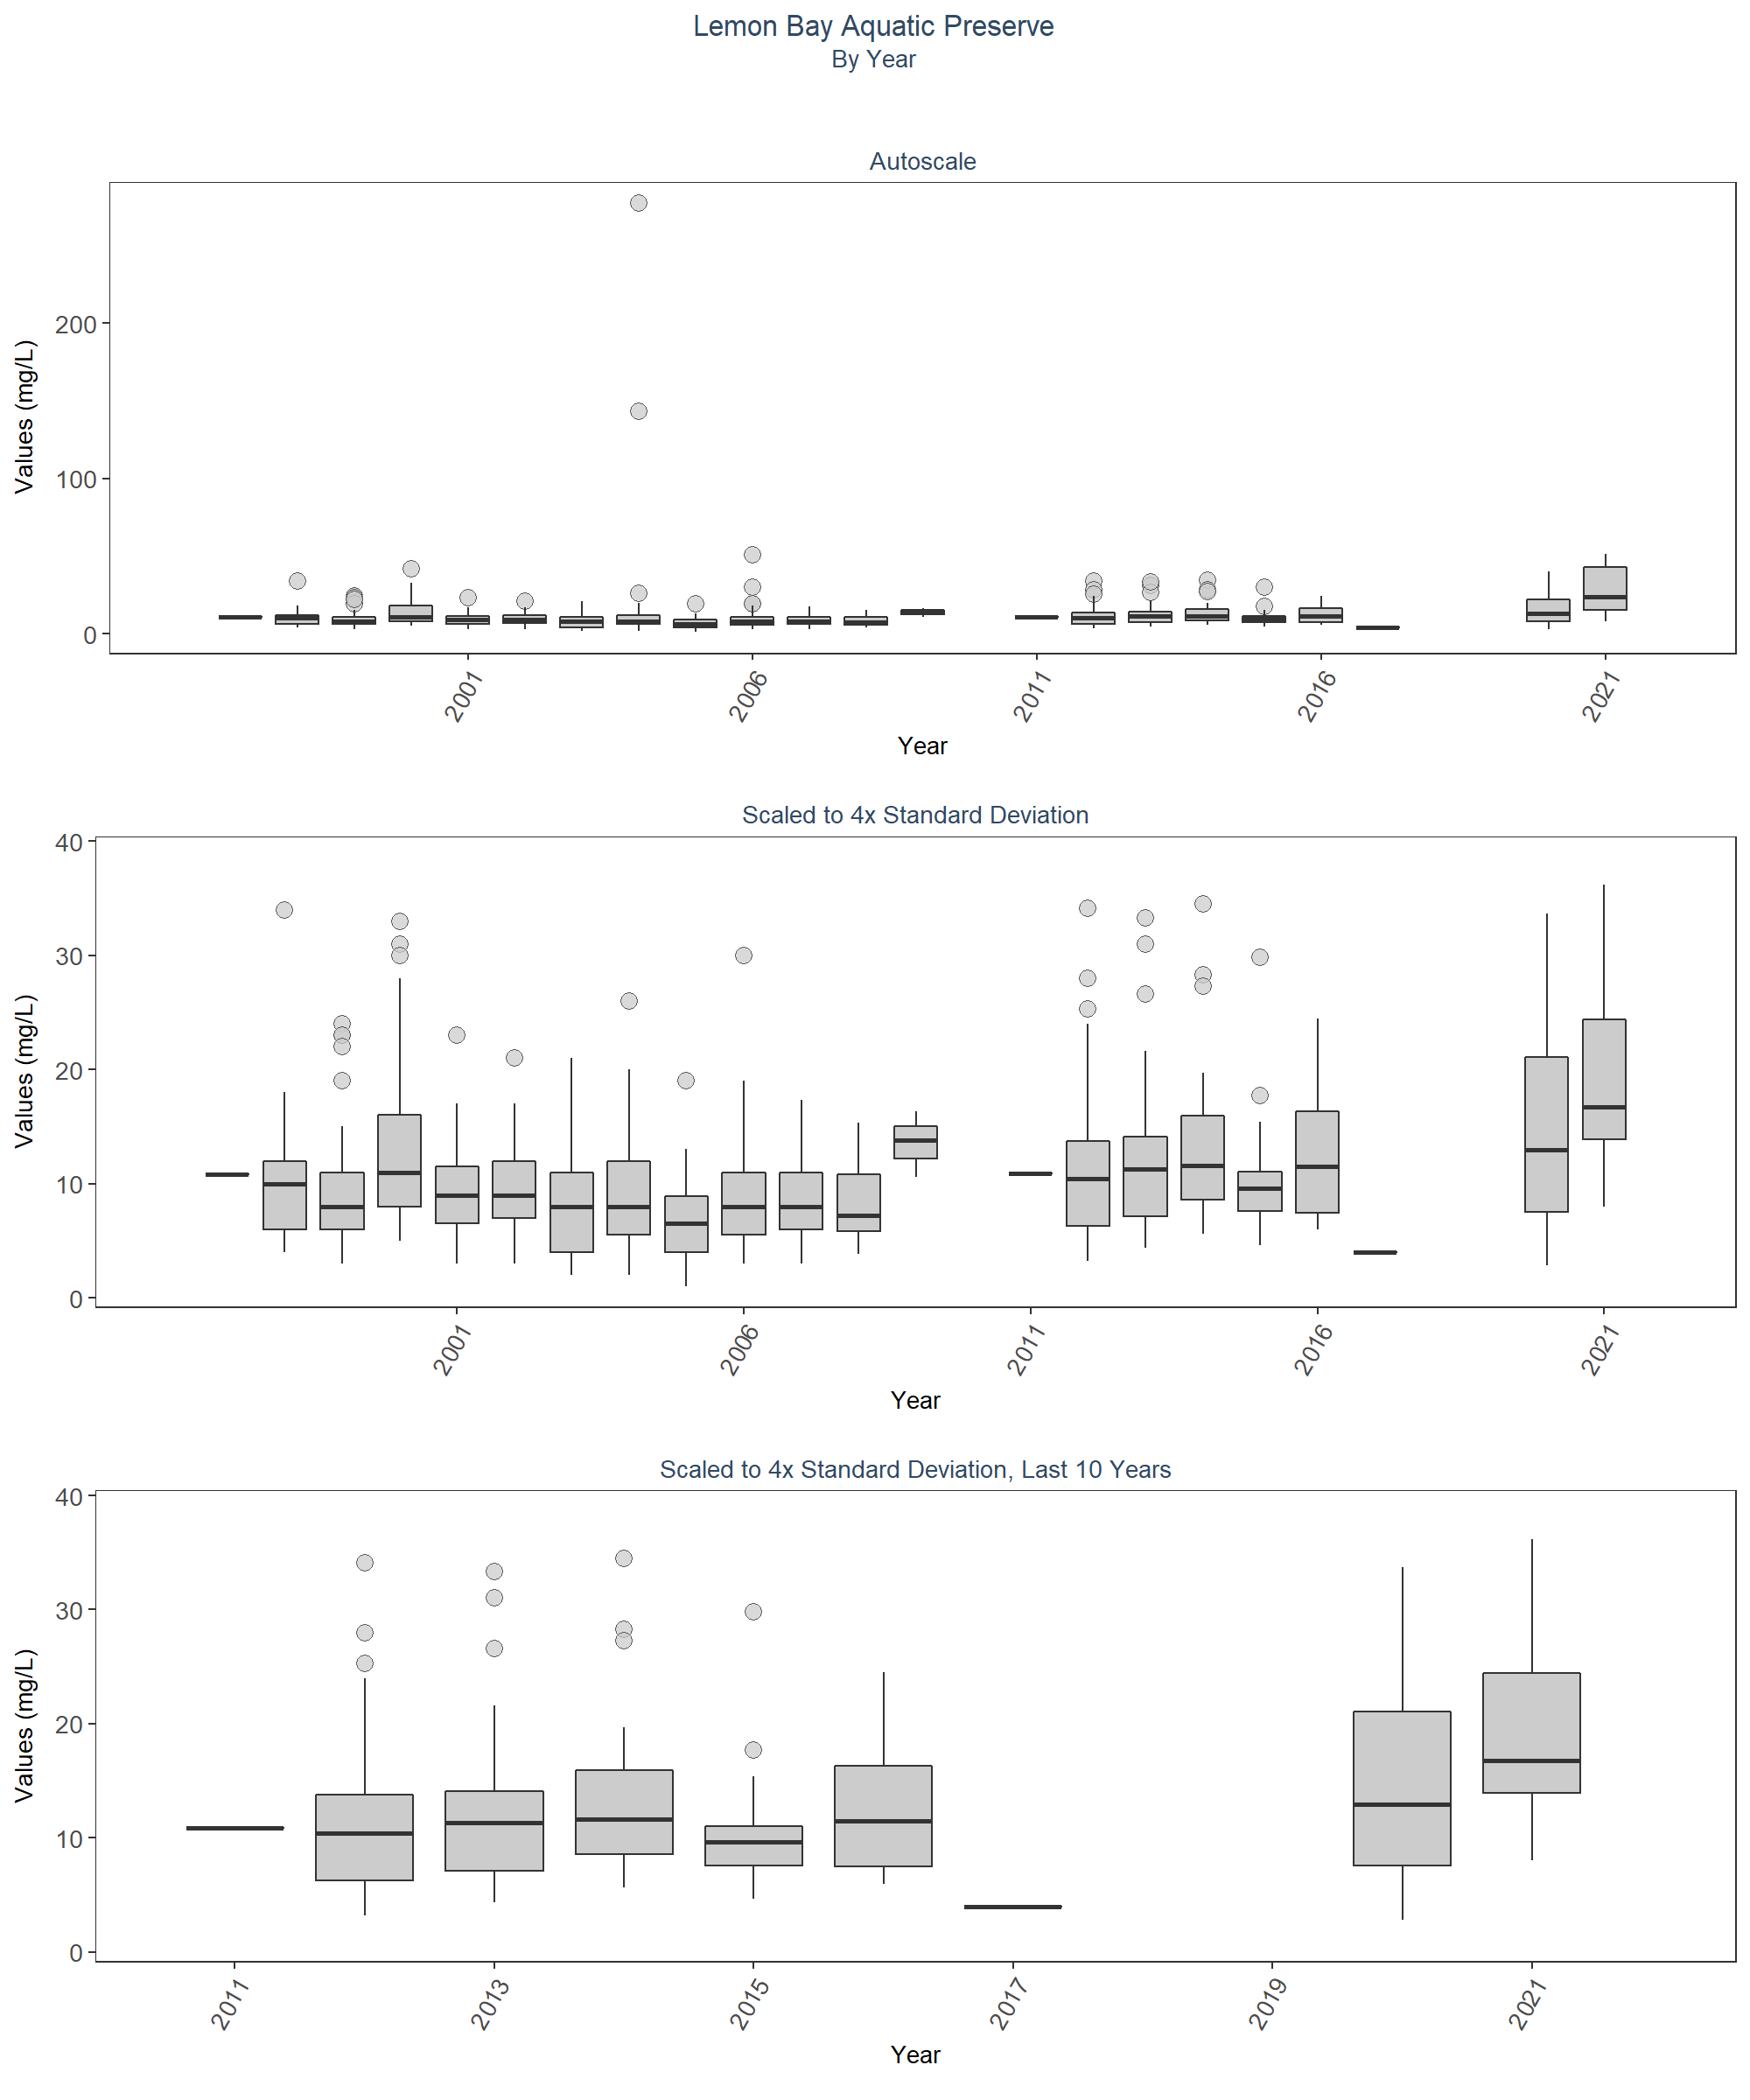 Lemon Bay Aquatic Preserve
By Year
Autoscale
Values (mg/L)
200
100
0
2001
2006
2011
2016
2021
Year
Scaled to 4x Standard Deviation
Values (mg/L)
40
30
20
10
0
2001
2006
2011
2016
2021
Year
Scaled to 4x Standard Deviation, Last 10 Years
Values (mg/L)
40
30
20
10
0
2011
2013
2015
2017
2019
2021
Year